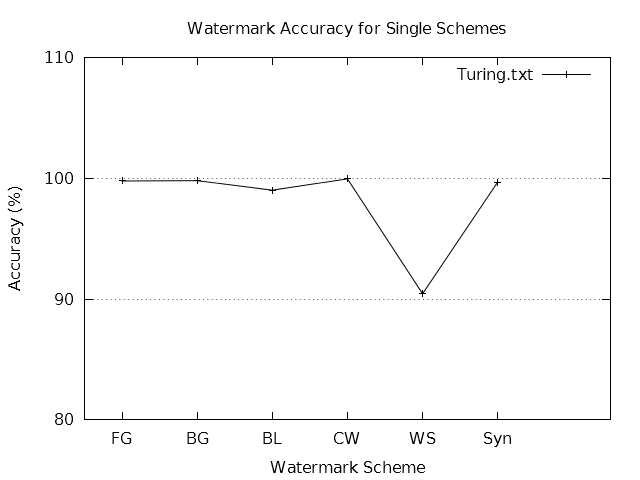 Watermark Accuracy for Single Schemes
110
Turing.txt
100
Accuracy (%)
90
80
FG BG BL CW WS Syn
Watermark Scheme